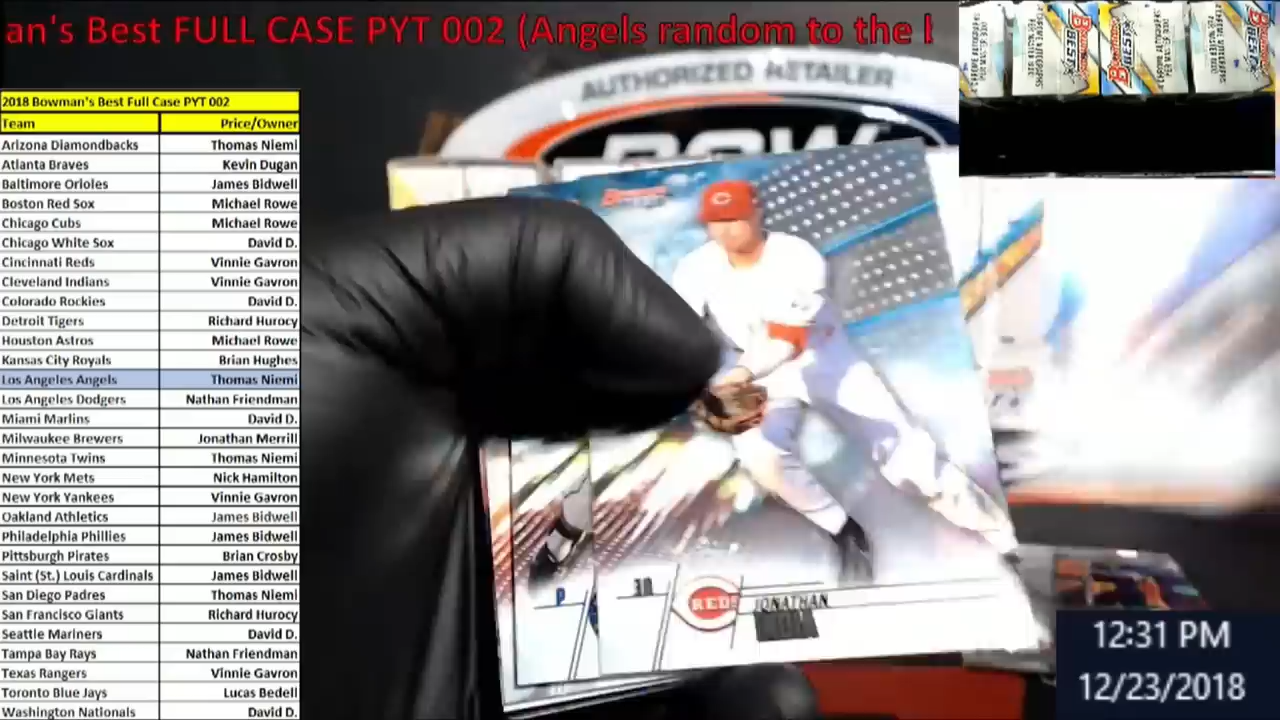 an's Best FULL CASE PYT 002 (Angels random to the
AUTHORIZED RETAILER
2018 Bowman's Best Full Case PYT 002
Team Price/Owner
Arizona Diamondbacks Thomas Niemi
Atlanta Braves Kevin Dugan
Baltimore Orioles James Bidwell
Boston Red Sox Michael Rowe
Chicago Cubs Michael Rowe
Chicago White Sox David D.
Cincinnati Reds Vinnie Gavron
Cleveland Indians Vinnie Gavron
Colorado Rockies David D.
Detroit Tigers Richard Hurocy
Houston Astros Michael Rowe
Kansas City Royals Brian Hughes
Los Angeles Angels Thomas Niemi
Los Angeles Dodgers Nathan Friendman
Miami Marlins David D.
Milwaukee Brewers Jonathan Merrill
Minnesota Twins Thomas Niemi
New York Mets Nick Hamilton
New York Yankees Vinnie Gavron
Oakland Athletics James Bidwell
Philadelphia Phillies James Bidwell
Pittsburgh Pirates Brian Crosby
Saint (St.) Louis Cardinals James Bidwell
San Diego Padres Thomas Niemi
San Francisco Giants Richard Hurocy
Seattle Mariners David D.
Tampa Bay Rays Nathan Friendman
Texas Rangers Vinnie Gavron
Toronto Blue Jays Lucas Bedell
Washington Nationals David D.
P
3B
REDS
JONATHAN
12:31 PM
12/23/2018